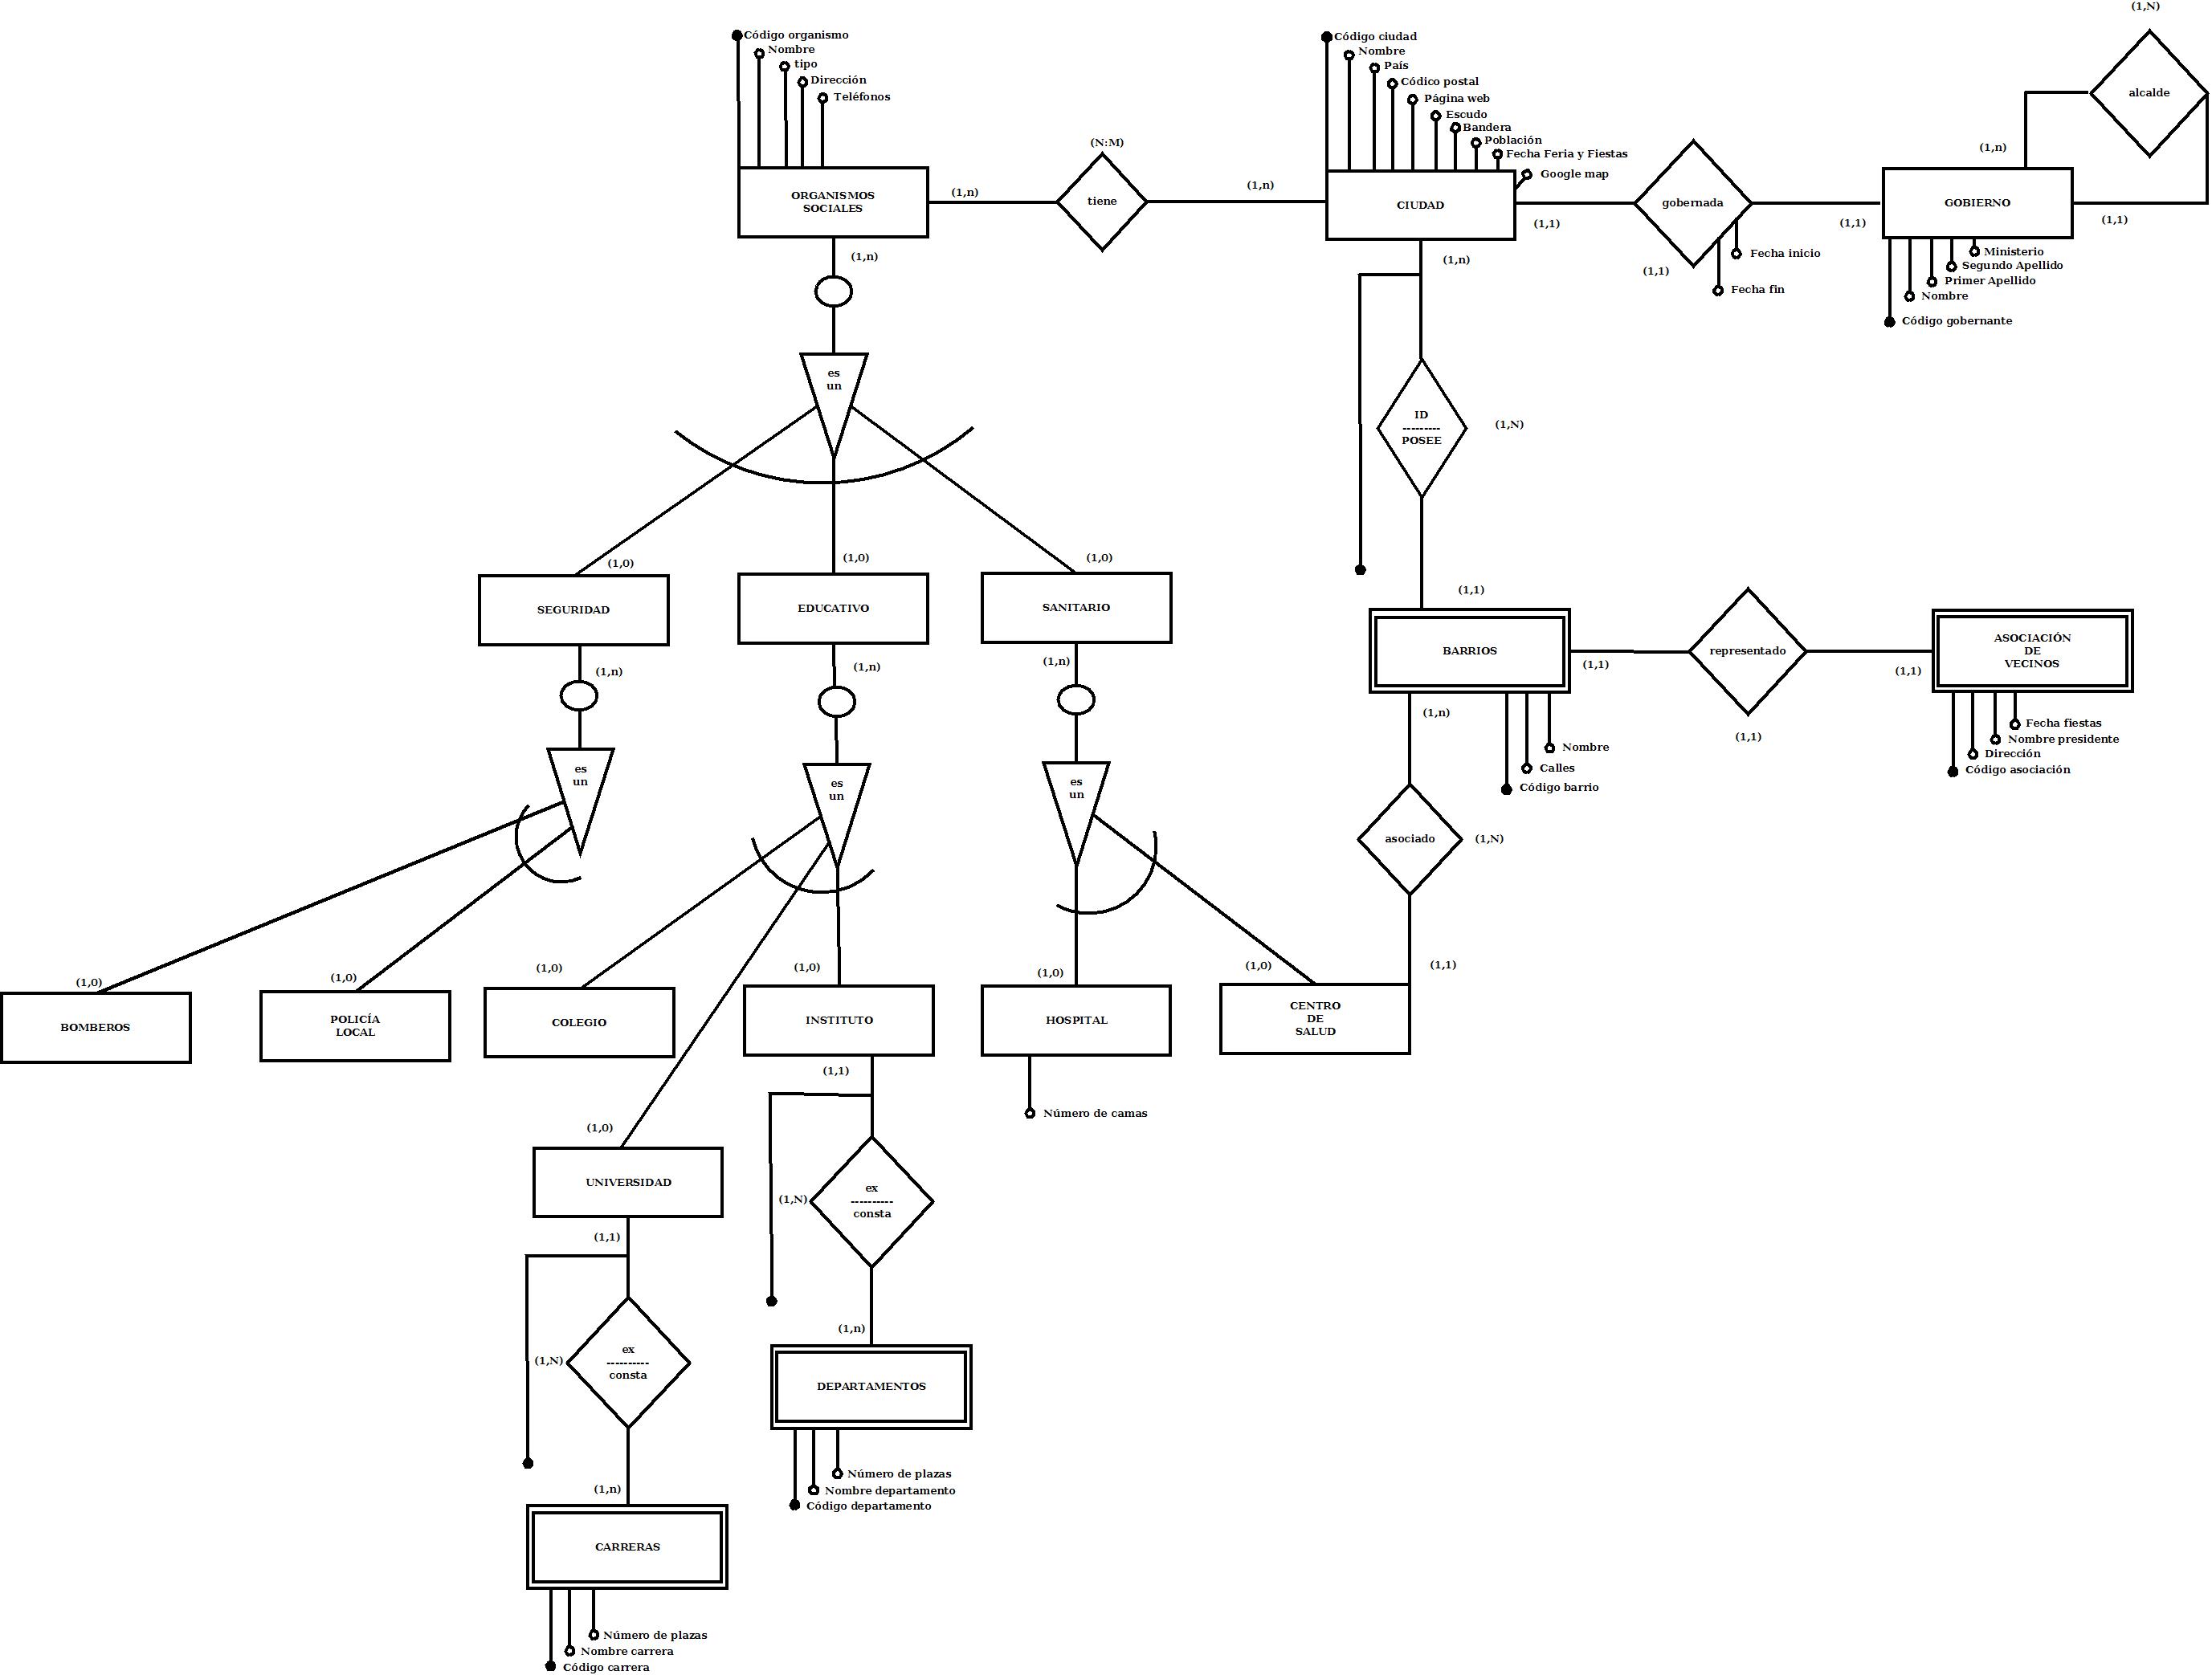 (1,N)
Código organismo
Nombre
tipo
Dirección
Teléfonos
Código ciudad
Nombre
País
Códico postal
Página web
Escudo
Bandera
Población
Fecha Feria y Fiestas
Google map
alcalde
(N:M)
(1,n)
ORGANISMOS
SOCIALES
(1,n)
tiene
(1,n)
CIUDAD
(1,1)
gobernada
(1,1)
GOBIERNO
(1,1)
(1,n)
(1,n)
(1,1)
Fecha inicio
Fecha fin
Ministerio
Segundo Apellido
Primer Apellido
Nombre
Código gobernante
es
un
ID
---------
POSEE
(1,N)
(1,0)
(1,0)
(1,0)
(1,1)
SEGURIDAD
EDUCATIVO
SANITARIO
BARRIOS
(1,1)
representado
(1,1)
ASOCIACIÓN
DE
VECINOS
(1,n)
(1,n)
(1,n)
(1,n)
(1,1)
Nombre
Calles
Código barrio
Fecha fiestas
Nombre presidente
Dirección
Código asociación
es
un
es
un
es
un
asociado
(1,N)
(1,0)
(1,0)
(1,0)
(1,0)
(1,0)
(1,0)
(1,1)
BOMBEROS
POLICÍA
LOCAL
COLEGIO
INSTITUTO
HOSPITAL
CENTRO
DE
SALUD
(1,1)
Número de camas
(1,0)
UNIVERSIDAD
(1,N)
ex
----------
consta
(1,1)
(1,n)
(1,N)
ex
----------
consta
DEPARTAMENTOS
Número de plazas
Nombre departamento
Código departamento
(1,n)
CARRERAS
Número de plazas
Nombre carrera
Código carrera